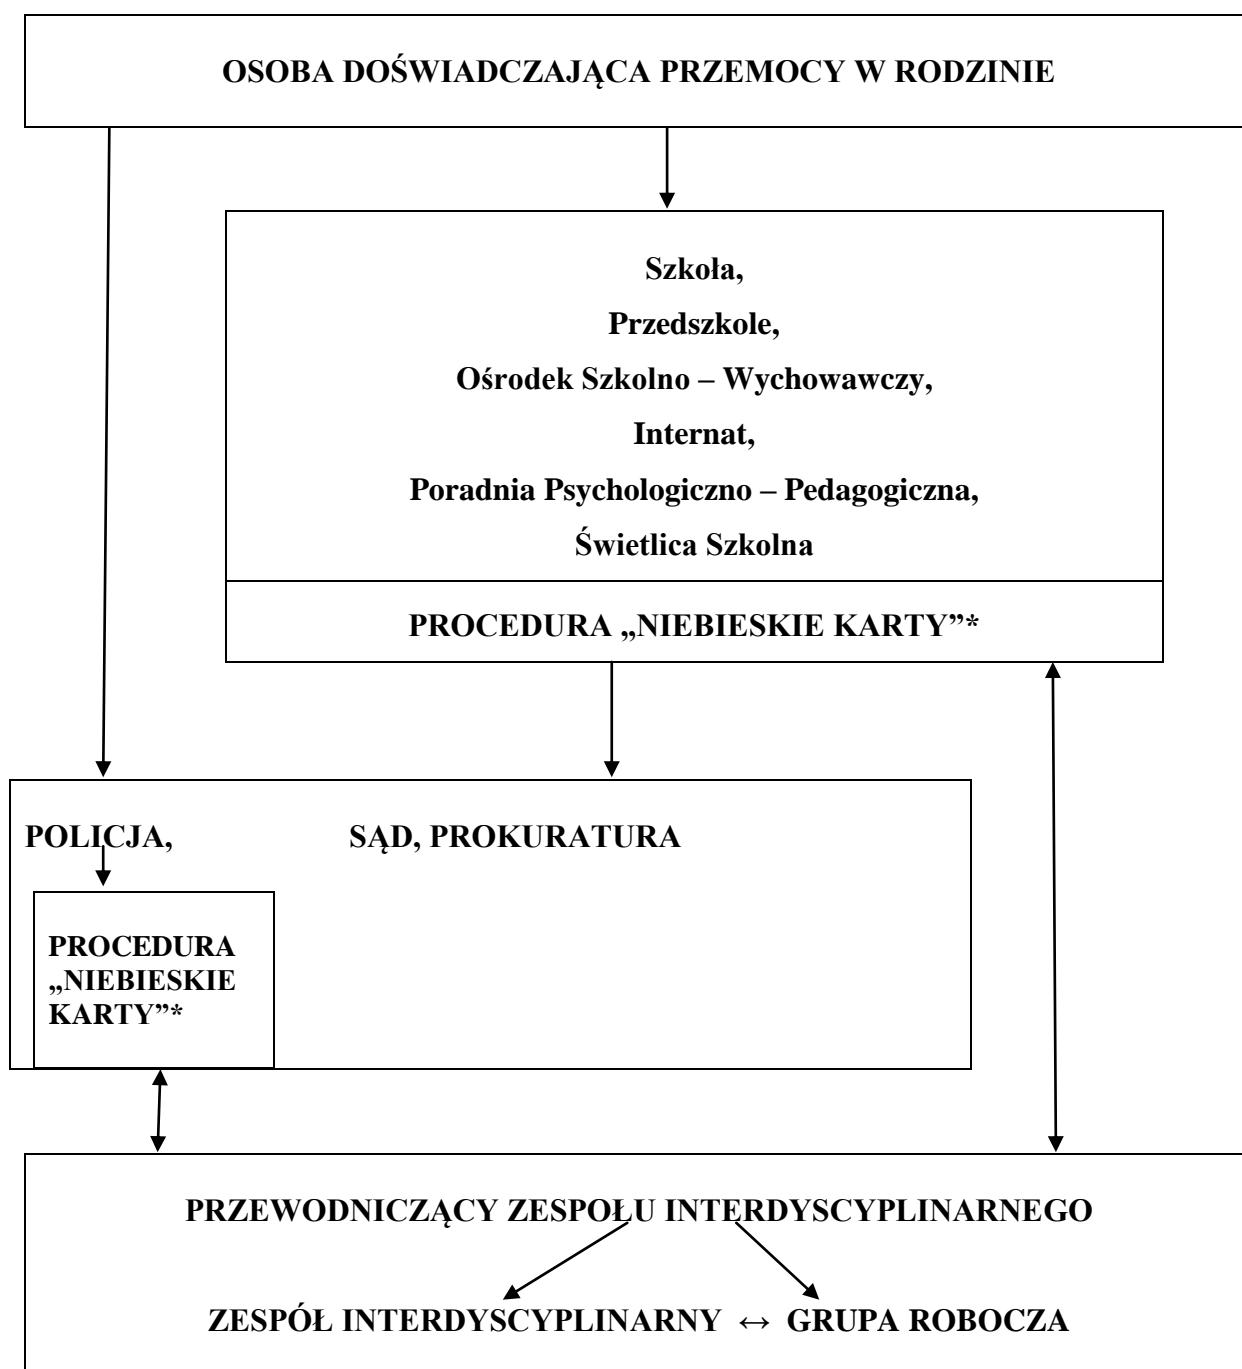 OSOBA DOŚWIADCZAJĄCA PRZEMOCY W RODZINIE
Szkoła,
Przedszkole,
Ośrodek Szkolno – Wychowawczy,
Internat,
Poradnia Psychologiczno – Pedagogiczna,
Świetlica Szkolna
PROCEDURA „NIEBIESKIE KARTY”*
POLICJA, SĄD, PROKURATURA
PROCEDURA
„NIEBIESKIE
KARTY”*
PRZEWODNICZĄCY ZESPOŁU INTERDYSCYPLINARNEGO
ZESPÓŁ INTERDYSCYPLINARNY ↔ GRUPA ROBOCZA